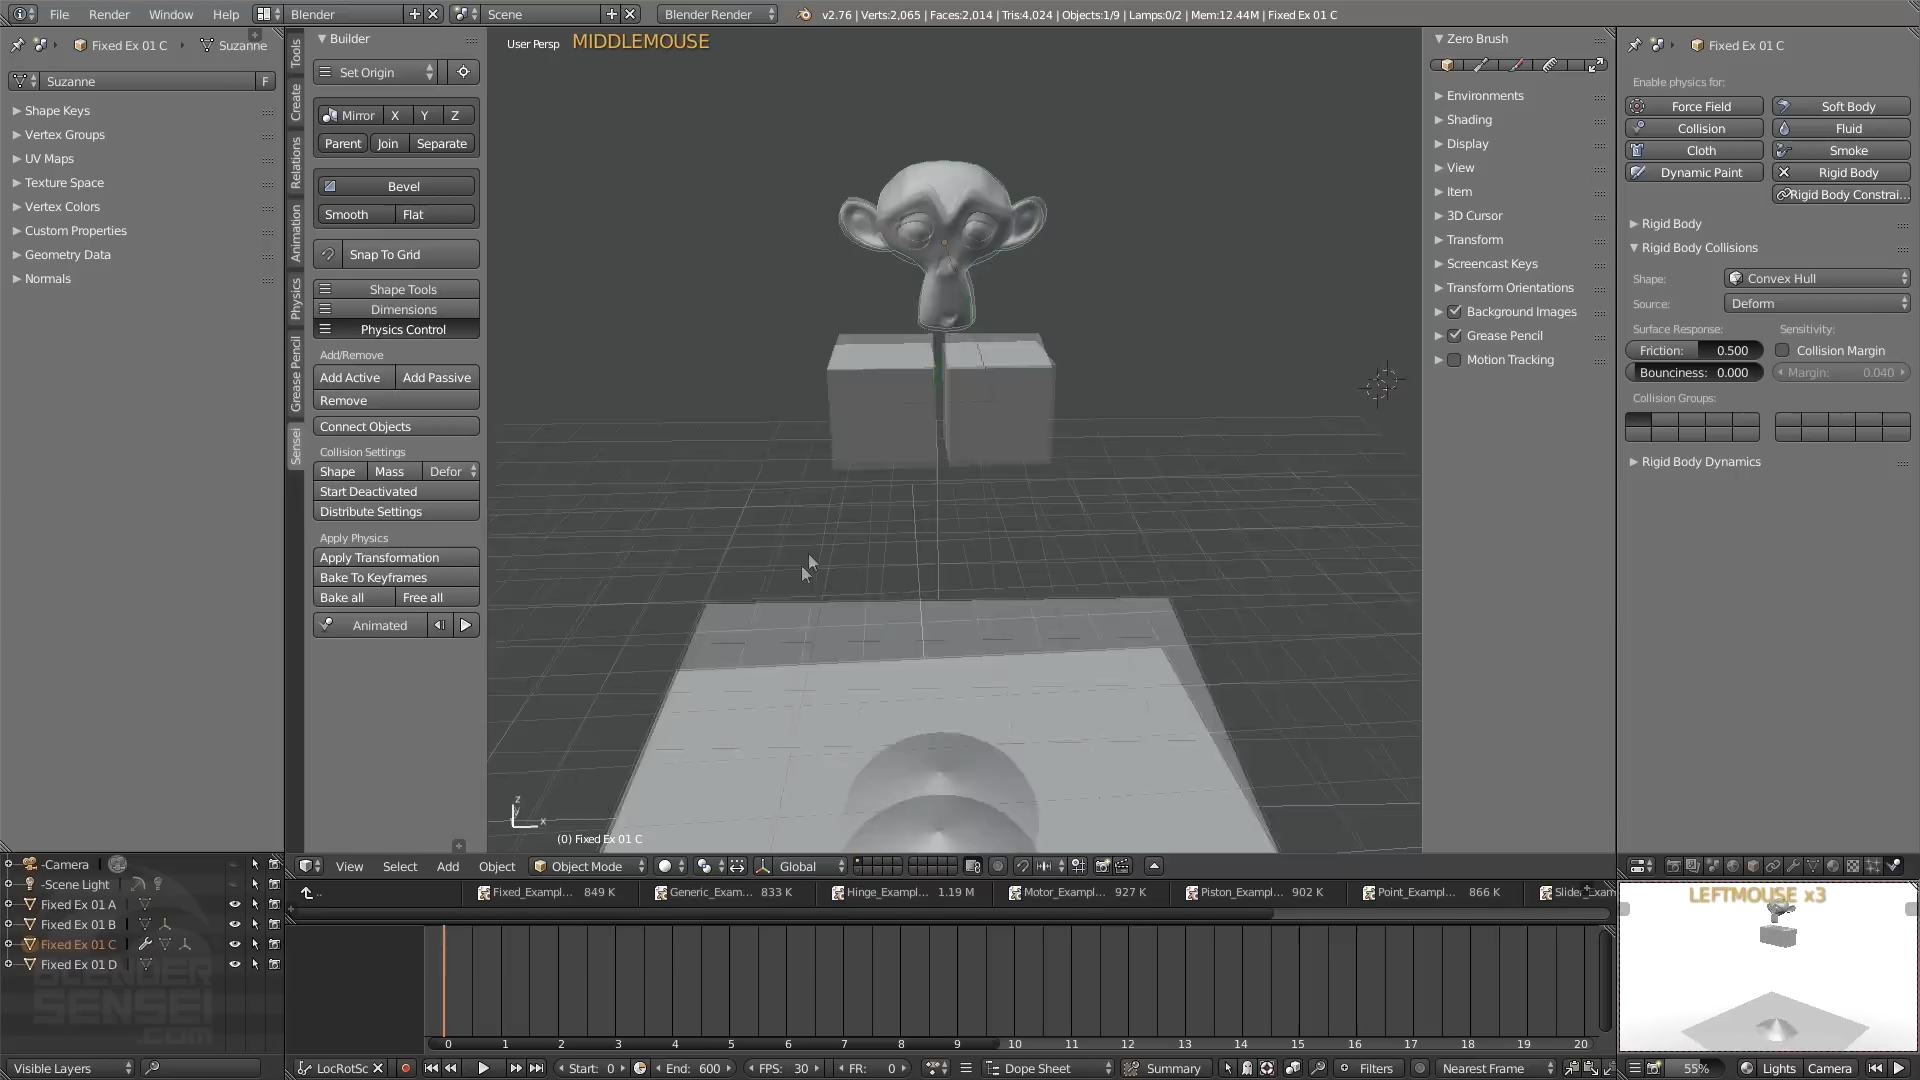 File Render Window Help Blender Scene Blender Render v2.76 | Verts:2,065 | Faces:2,014 | Tris:4,024 | Objects:1/9 | Lamps:0/2 | Mem:12.44M | Fixed Ex 01 C
Fixed Ex 01 C Suzanne
Suzanne F
Shape Keys
Vertex Groups
UV Maps
Texture Space
Vertex Colors
Custom Properties
Geometry Data
Normals
Tools
Create
Relations
Animation
Physics
Grease Pencil
Sensei
Builder
Set Origin
Mirror X Y Z
Parent Join Separate
Bevel
Smooth Flat
Snap To Grid
Shape Tools
Dimensions
Physics Control
Add/Remove
Add Active Add Passive
Remove
Connect Objects
Collision Settings
Shape Mass Defor
Start Deactivated
Distribute Settings
Apply Physics
Apply Transformation
Bake To Keyframes
Bake all Free all
Animated
User Persp MIDDLEMOUSE
z
y
x
(0) Fixed Ex 01 C
Zero Brush
Environments
Shading
Display
View
Item
3D Cursor
Transform
Screencast Keys
Transform Orientations
Background Images
Grease Pencil
Motion Tracking
Fixed Ex 01 C
Enable physics for:
Force Field Soft Body
Collision Fluid
Cloth Smoke
Dynamic Paint Rigid Body
Rigid Body Constrai...
Rigid Body
Rigid Body Collisions
Shape: Convex Hull
Source: Deform
Surface Response: Sensitivity:
Friction: 0.500 Collision Margin
Bounciness: 0.000 Margin: 0.040
Collision Groups:
Rigid Body Dynamics
View Select Add Object Object Mode Global
..
Fixed_Exampl... 849 K Generic_Exam... 833 K Hinge_Exampl... 1.19 M Motor_Exampl... 927 K Piston_Exampl... 902 K Point_Exampl... 866 K
-Camera
-Scene Light
Fixed Ex 01 A
Fixed Ex 01 B
Fixed Ex 01 C
Fixed Ex 01 D
BLENDER
SENSEI
.com
Visible Layers
0 1 2 3 4 5 6 7 8 9 10 11 12 13 14 15 16 17 18 19 20
LocRotSc Start: 0 End: 600 FPS: 30 FR: 0 Dope Sheet Summary Filters Nearest Frame
LEFTMOUSE x3
55% Lights Camera